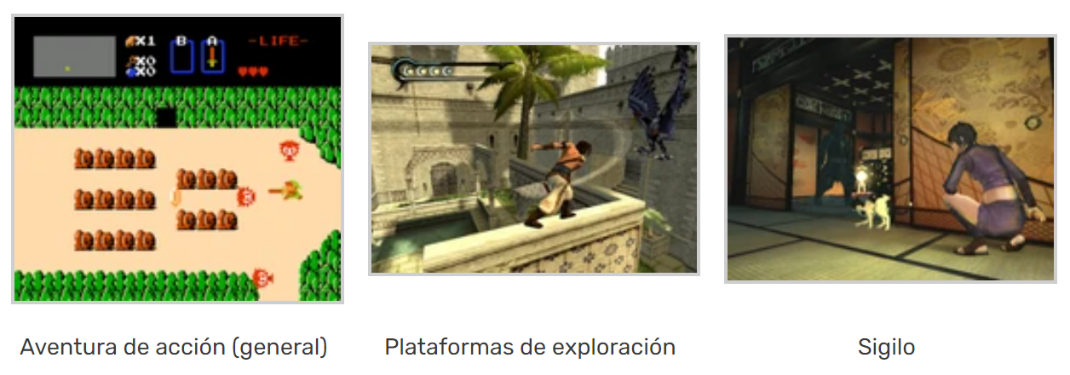 X1
B
A
-LIFE-
X0
X0
Aventura de acción (general)
Plataformas de exploración
Sigilo